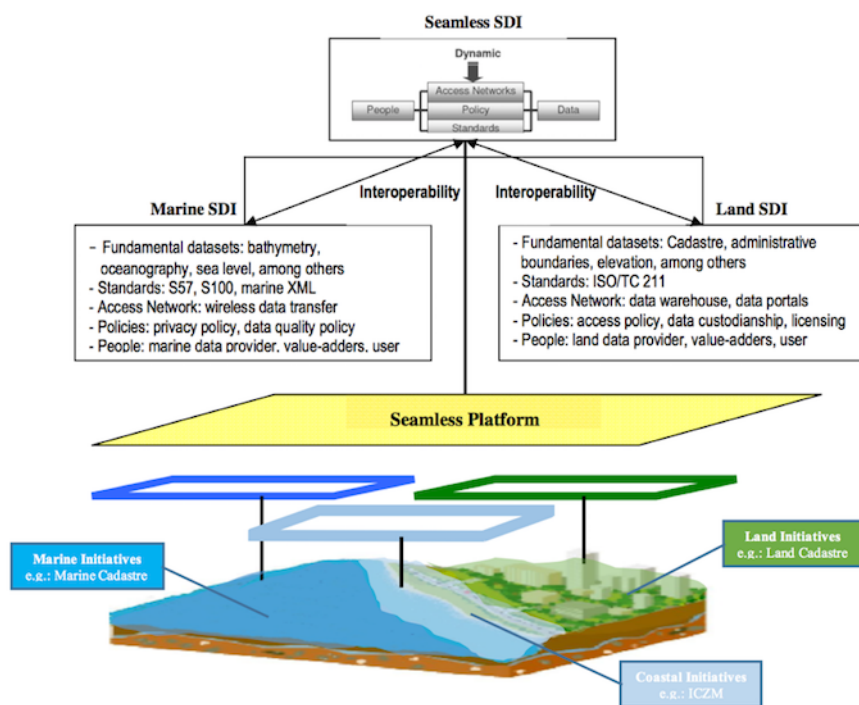 Seamless SDI
Dynamic
Access Networks
People
Policy
Data
Standards
Interoperability
Interoperability
Marine SDI
- Fundamental datasets: bathymetry,
oceanography, sea level, among others
- Standards: S57, S100, marine XML
- Access Network: wireless data transfer
- Policies: privacy policy, data quality policy
- People: marine data provider, value-adders, user
Land SDI
- Fundamental datasets: Cadastre, administrative
boundaries, elevation, among others
- Standards: ISO/TC 211
- Access Network: data warehouse, data portals
- Policies: access policy, data custodianship, licensing
- People: land data provider, value-adders, user
Seamless Platform
Marine Initiatives
e.g.: Marine Cadastre
Land Initiatives
e.g.: Land Cadastre
Coastal Initiatives
e.g.: ICZM